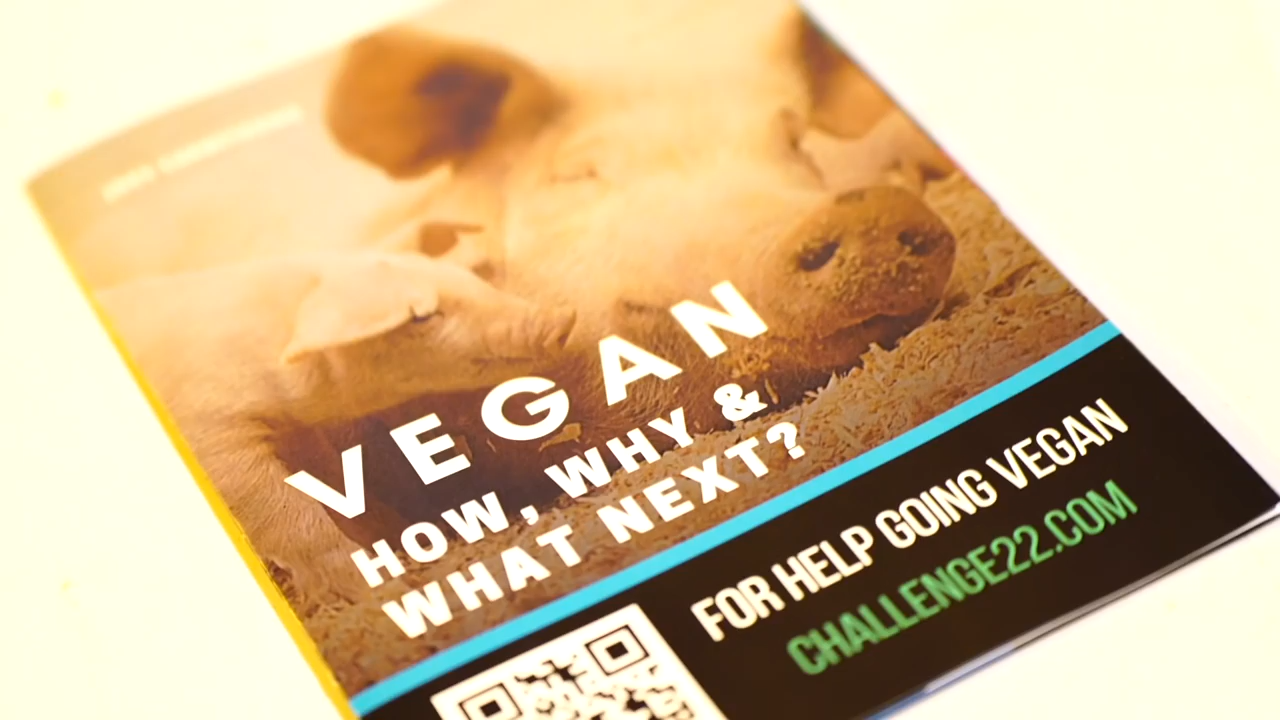 VEGAN
HOW, WHY &
WHAT NEXT?
FOR HELP GOING VEGAN
CHALLENGE22.COM